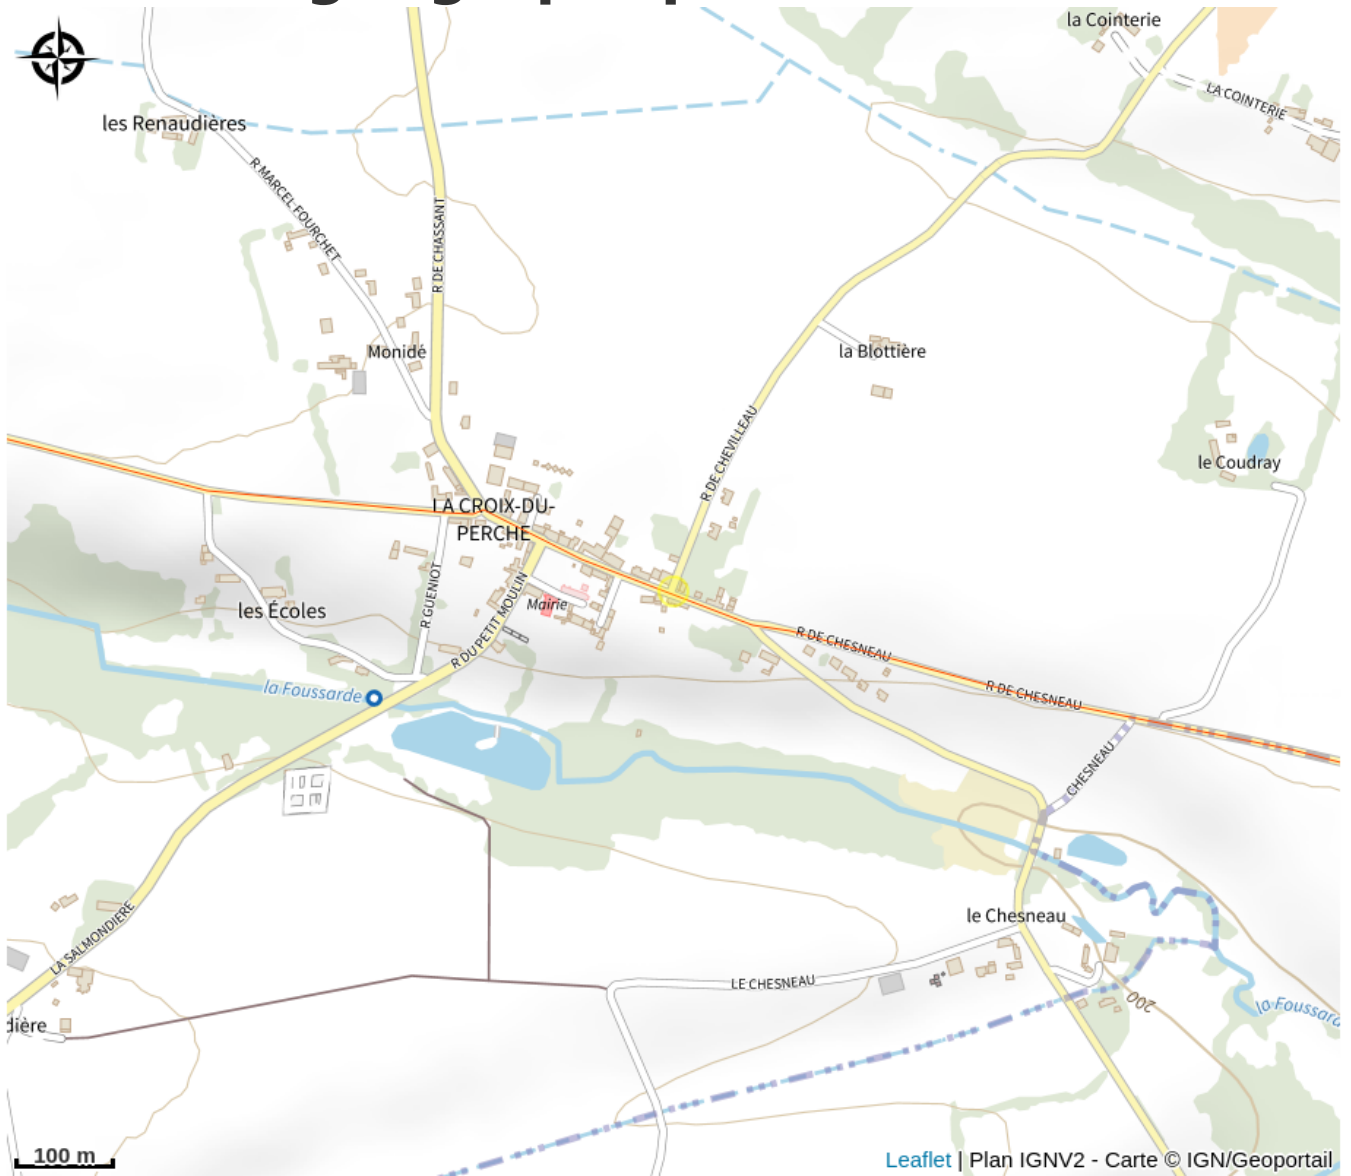 la Cointerie
LA COINTERIE
les Renaudières
R MARCEL FOURCHET
R DE CHASSANT
Monidé
la Blottière
R DE CHEVILLEAU
le Coudray
LA CROIX-DU-
PERCHE
R GUENIOT
les Écoles
Mairie
R DU PETIT MOULIN
R DE CHESNEAU
R DE CHESNEAU
la Foussarde
CHESNEAU
le Chesneau
LA SALMONDIERE
LE CHESNEAU
200
la Foussard
dière
100 m
Leaflet | Plan IGNV2 - Carte © IGN/Geoportail